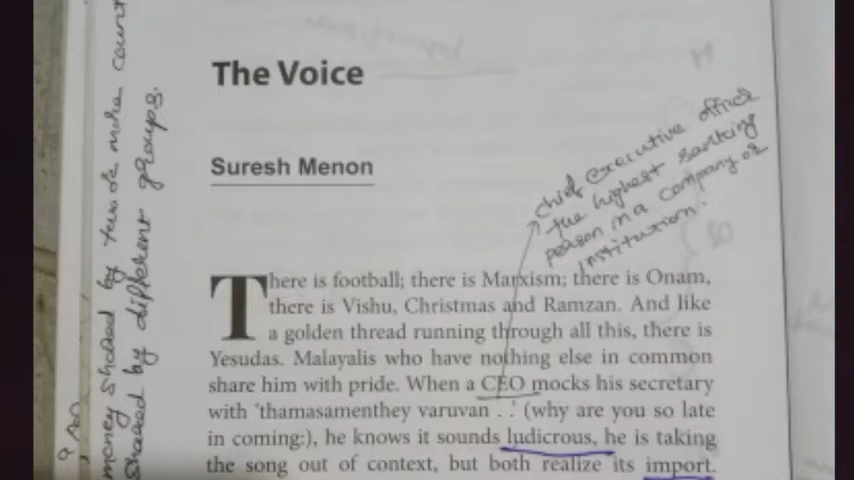 The Voice
Suresh Menon
chief executive officer
the highest ranking
person in a company or
institution.
There is football; there is Marxism; there is Onam,
there is Vishu, Christmas and Ramzan. And like
a golden thread running through all this, there is
Yesudas. Malayalis who have nothing else in common
share him with pride. When a CEO mocks his secretary
with 'thamasamenthey varuvan . .' (why are you so late
in coming:), he knows it sounds ludicrous, he is taking
the song out of context, but both realize its import.
money shared by
shared by different groups.